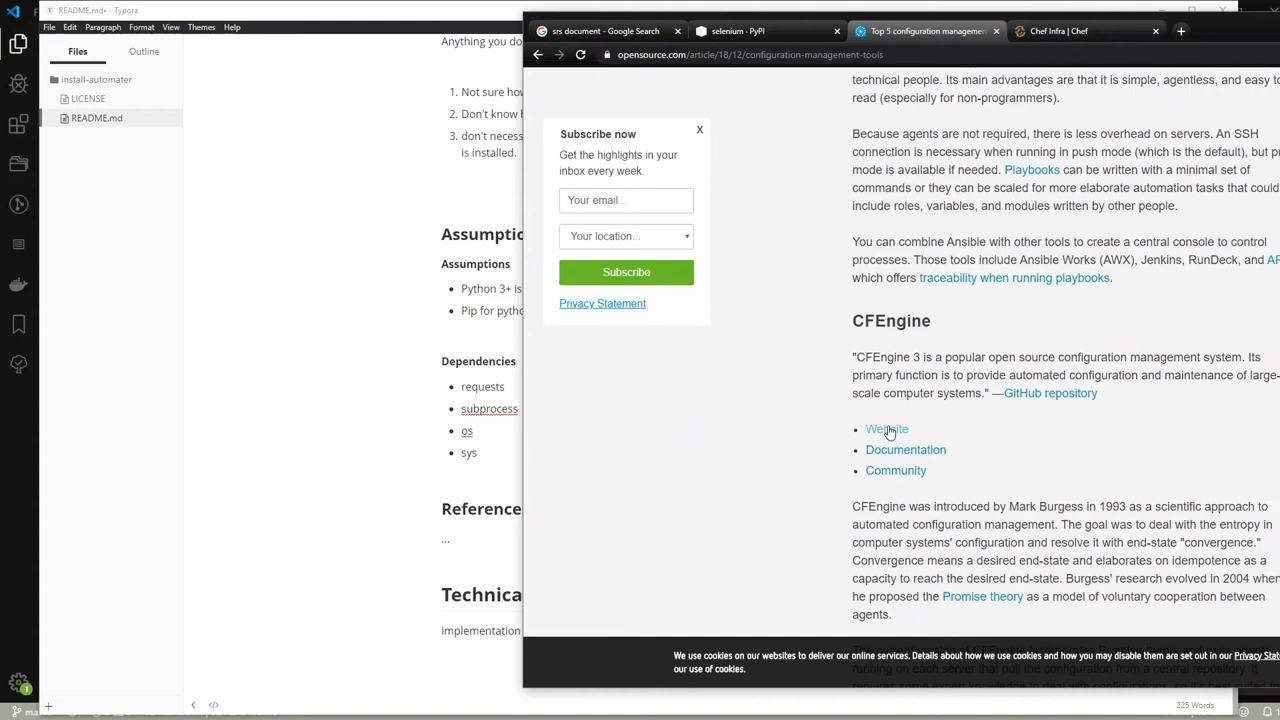 README.md• - Typora
File Edit Paragraph Format View Themes Help
Files Outline
install-automater
LICENSE
README.md
Anything you do
1. Not sure how
2. Don't know h
3. don't necess
is installed.
Assumptio
Assumptions
• Python 3+ is
• Pip for pytho
Dependencies
• requests
• subprocess
• os
• sys
Reference
...
Technica
implementation
225 Words
srs document - Google Search
selenium · PyPI
Top 5 configuration management
Chef Infra | Chef
opensource.com/article/18/12/configuration-management-tools
Subscribe now X
Get the highlights in your
inbox every week.
Your email...
Your location...
Subscribe
Privacy Statement
technical people. Its main advantages are that it is simple, agentless, and easy to
read (especially for non-programmers).
Because agents are not required, there is less overhead on servers. An SSH
connection is necessary when running in push mode (which is the default), but pu
mode is available if needed. Playbooks can be written with a minimal set of
commands or they can be scaled for more elaborate automation tasks that could
include roles, variables, and modules written by other people.
You can combine Ansible with other tools to create a central console to control
processes. Those tools include Ansible Works (AWX), Jenkins, RunDeck, and AR
which offers traceability when running playbooks.
CFEngine
"CFEngine 3 is a popular open source configuration management system. Its
primary function is to provide automated configuration and maintenance of large-
scale computer systems." —GitHub repository
• Website
• Documentation
• Community
CFEngine was introduced by Mark Burgess in 1993 as a scientific approach to
automated configuration management. The goal was to deal with the entropy in
computer systems' configuration and resolve it with end-state "convergence."
Convergence means a desired end-state and elaborates on idempotence as a
capacity to reach the desired end-state. Burgess' research evolved in 2004 when
he proposed the Promise theory as a model of voluntary cooperation between
agents.
We use cookies on our websites to deliver our online services. Details about how we use cookies and how you may disable them are set out in our Privacy Stat
our use of cookies.